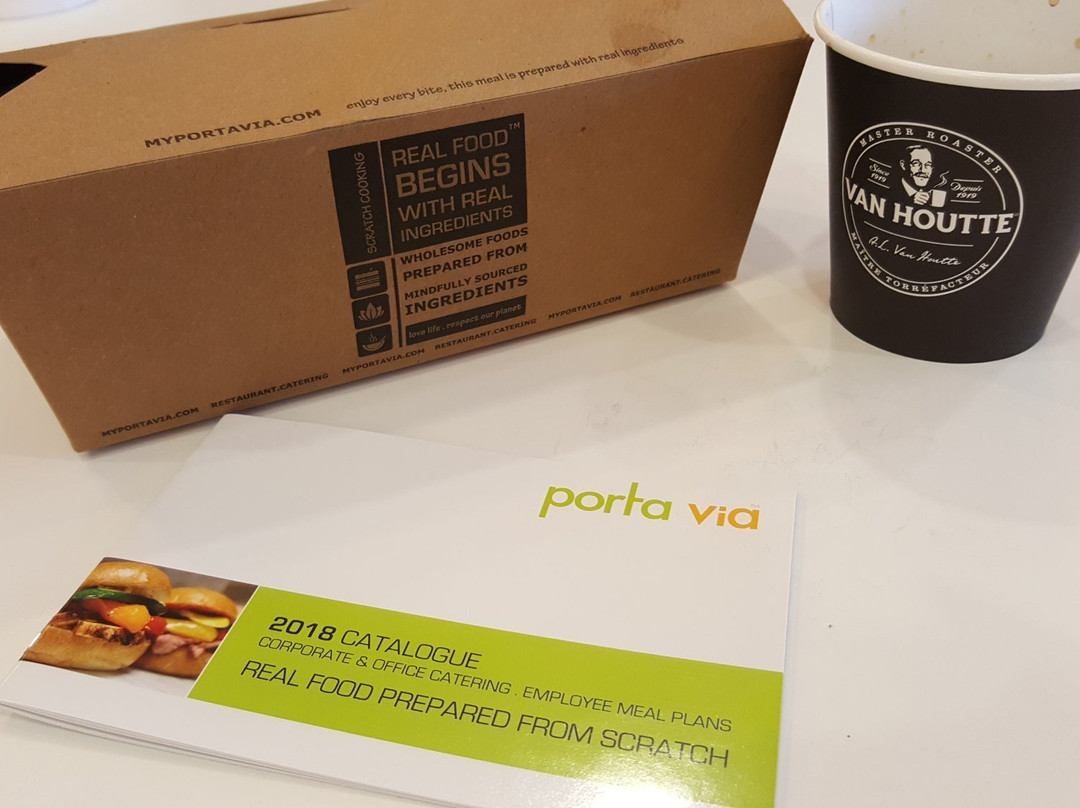 MYPORTAVIA.COM
enjoy every bite, this meal is prepared with real ingredients
SCRATCH COOKING
REAL FOOD™
BEGINS
WITH REAL
INGREDIENTS
WHOLESOME FOODS
PREPARED FROM
MINDFULLY SOURCED
INGREDIENTS
love life . respect our planet
MYPORTAVIA.COM RESTAURANT.CATERING MYPORTAVIA.COM RESTAURANT.CATERING MYPORTAVIA.COM RESTAURANT.CATERING
MASTER ROASTER
Since 1919
Depuis 1919
VAN HOUTTE
A.L. Van Houtte
MAÎTRE TORRÉFACTEUR
porta via
2018 CATALOGUE
CORPORATE & OFFICE CATERING . EMPLOYEE MEAL PLANS
REAL FOOD PREPARED FROM SCRATCH